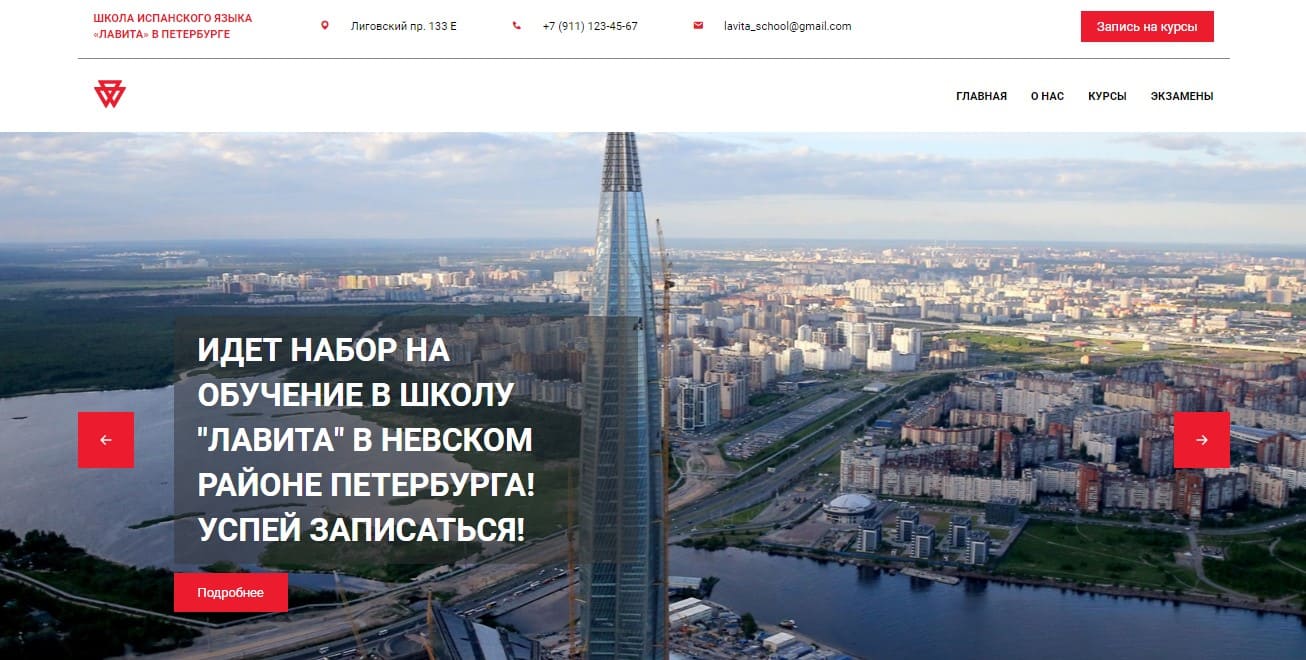 ШКОЛА ИСПАНСКОГО ЯЗЫКА
«ЛАВИТА» В ПЕТЕРБУРГЕ
Лиговский пр. 133 Е
+7 (911) 123-45-67
lavita_school@gmail.com
Запись на курсы
ГЛАВНАЯ
О НАС
КУРСЫ
ЭКЗАМЕНЫ
ИДЕТ НАБОР НА
ОБУЧЕНИЕ В ШКОЛУ
"ЛАВИТА" В НЕВСКОМ
РАЙОНЕ ПЕТЕРБУРГА!
УСПЕЙ ЗАПИСАТЬСЯ!
Подробнее